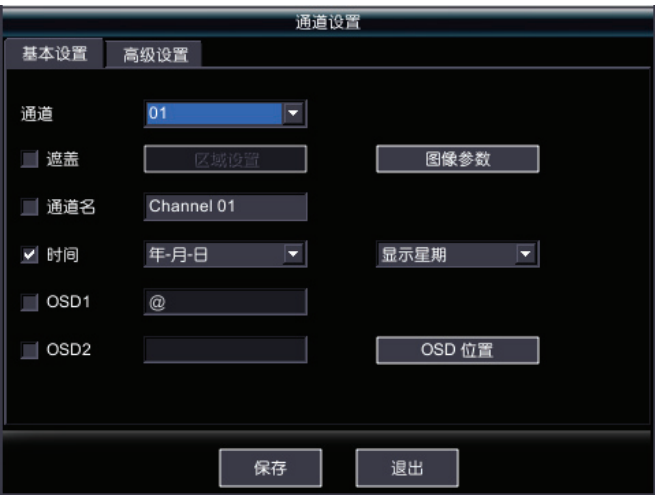 通道设置
基本设置 高级设置
通道 01
遮盖 区域设置 图像参数
通道名 Channel 01
时间 年-月-日 显示星期
OSD1 @
OSD2 OSD 位置
保存 退出